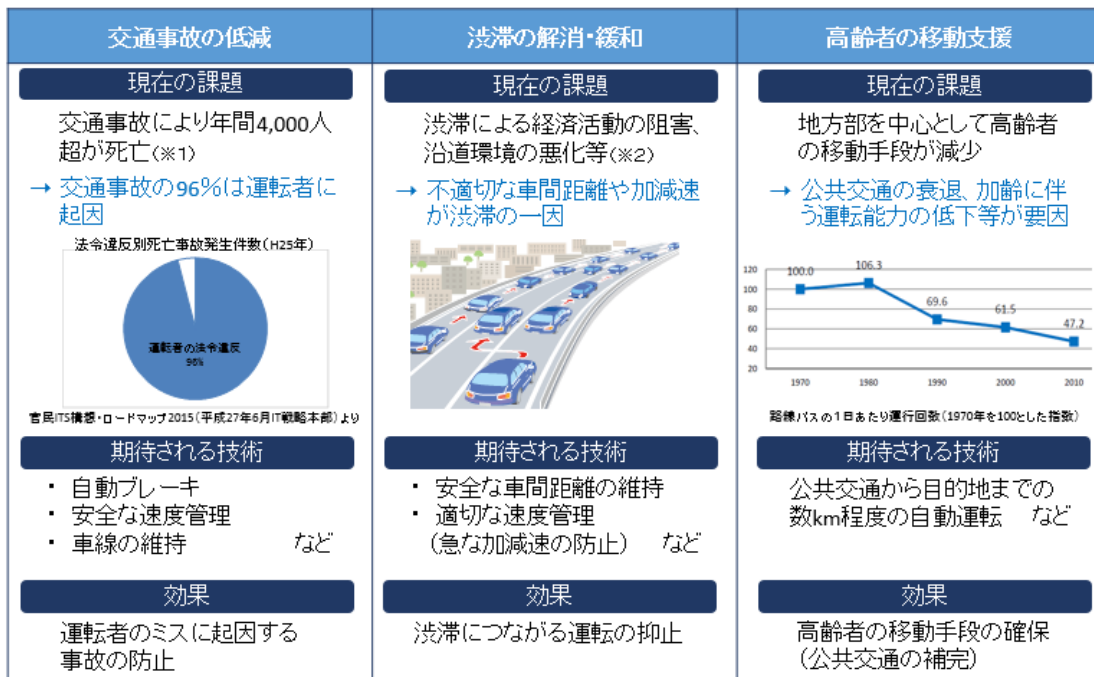 交通事故の低減
現在の課題
交通事故により年間4,000人
超が死亡(※1)
→ 交通事故の96%は運転者に
起因
法令違反別死亡事故発生件数(H25年)
運転者の法令違反
96%
官民ITS構想・ロードマップ2015(平成27年6月IT戦略本部)より
期待される技術
・ 自動ブレーキ
・ 安全な速度管理
・ 車線の維持 など
効果
運転者のミスに起因する
事故の防止
渋滞の解消・緩和
現在の課題
渋滞による経済活動の阻害、
沿道環境の悪化等(※2)
→ 不適切な車間距離や加減速
が渋滞の一因
期待される技術
・ 安全な車間距離の維持
・ 適切な速度管理
(急な加減速の防止) など
効果
渋滞につながる運転の抑止
高齢者の移動支援
現在の課題
地方部を中心として高齢者
の移動手段が減少
→ 公共交通の衰退、加齢に伴
う運転能力の低下等が要因
120
100
80
60
40
20
100.0
106.3
69.6
61.5
47.2
1970 1980 1990 2000 2010
路線バスの1日あたり運行回数(1970年を100とした指数)
期待される技術
公共交通から目的地までの
数km程度の自動運転 など
効果
高齢者の移動手段の確保
(公共交通の補完)